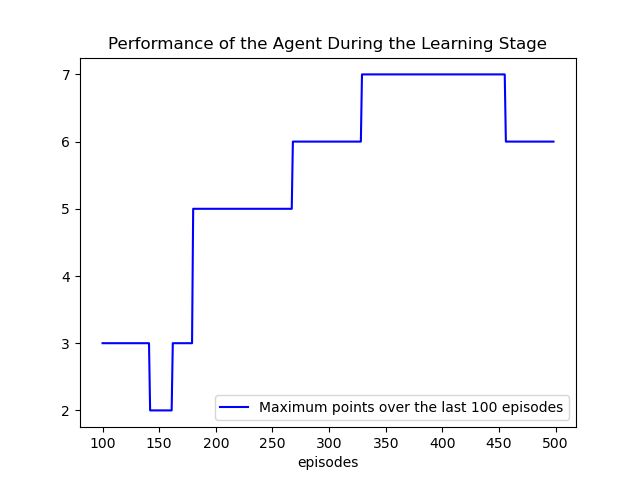 Performance of the Agent During the Learning Stage
7
6
5
4
3
2
Maximum points over the last 100 episodes
100 150 200 250 300 350 400 450 500
episodes